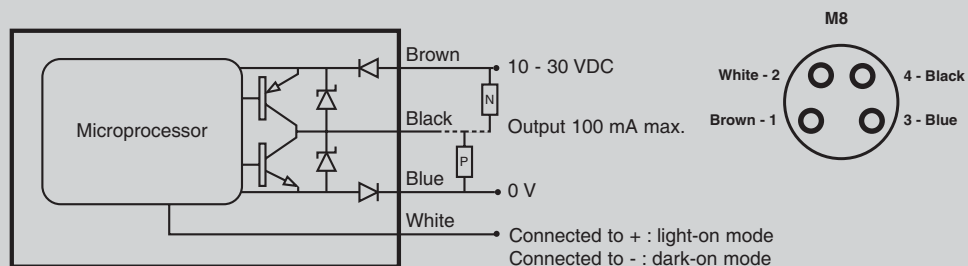 M8
Brown
10 - 30 VDC
White - 2
4 - Black
N
Microprocessor
Black
Output 100 mA max.
Brown - 1
3 - Blue
P
Blue
0 V
White
Connected to + : light-on mode
Connected to - : dark-on mode